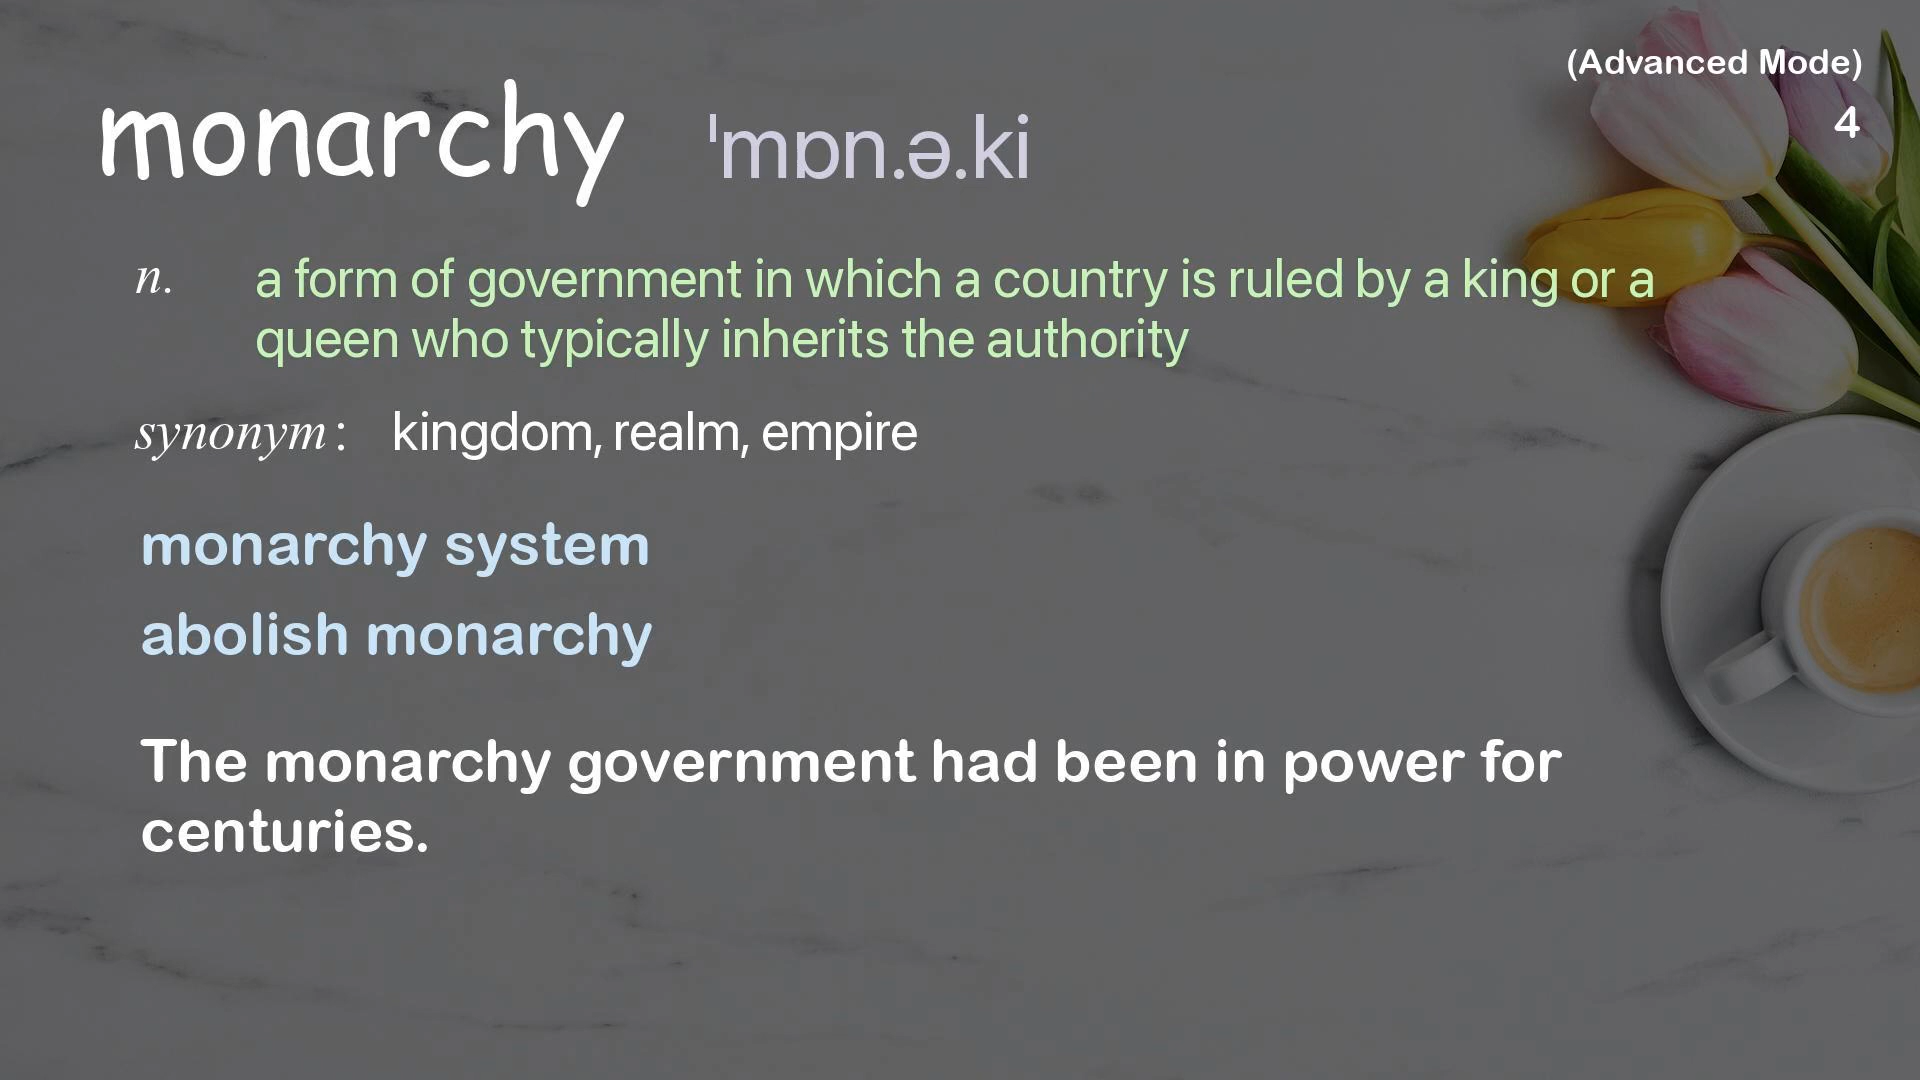 (Advanced Mode)
4
monarchy ˈmɒn.ə.ki
n. a form of government in which a country is ruled by a king or a
queen who typically inherits the authority
synonym: kingdom, realm, empire
monarchy system
abolish monarchy
The monarchy government had been in power for
centuries.